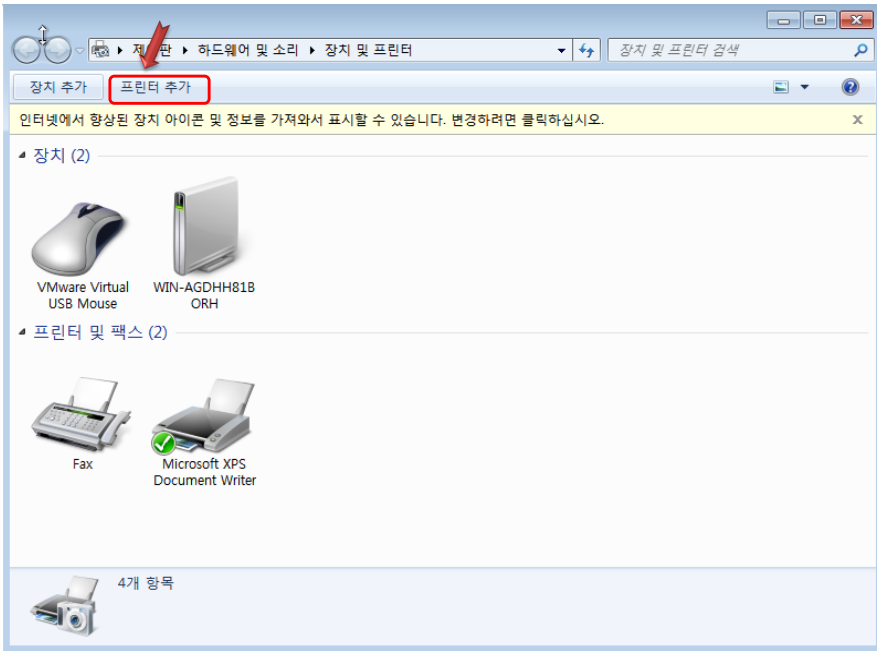 제어판 하드웨어 및 소리 장치 및 프린터 장치 및 프린터 검색
장치 추가 프린터 추가
인터넷에서 향상된 장치 아이콘 및 정보를 가져와서 표시할 수 있습니다. 변경하려면 클릭하십시오.
장치 (2)
VMware Virtual
USB Mouse
WIN-AGDHH81B
ORH
프린터 및 팩스 (2)
Fax
Microsoft XPS
Document Writer
4개 항목